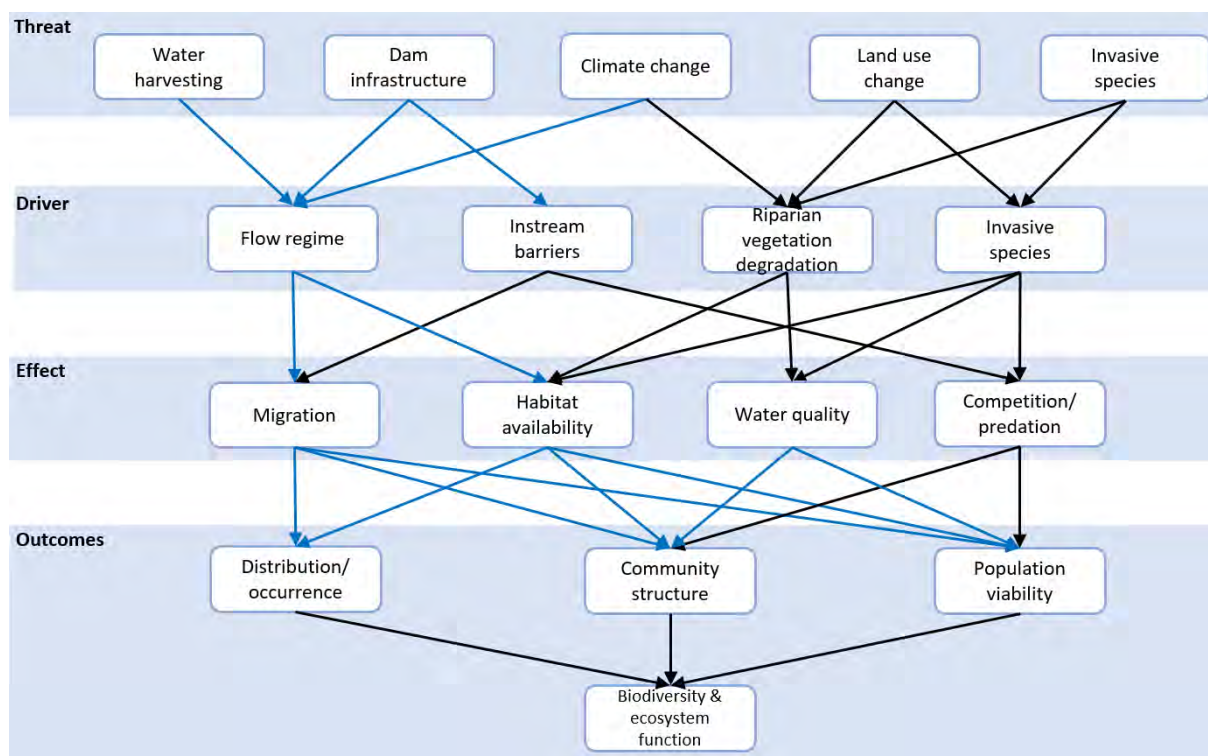 Threat
Water
harvesting
Dam
infrastructure
Climate change
Land use
change
Invasive
species
Driver
Flow regime
Instream
barriers
Riparian
vegetation
degradation
Invasive
species
Effect
Migration
Habitat
availability
Water quality
Competition/
predation
Outcomes
Distribution/
occurrence
Community
structure
Population
viability
Biodiversity &
ecosystem
function